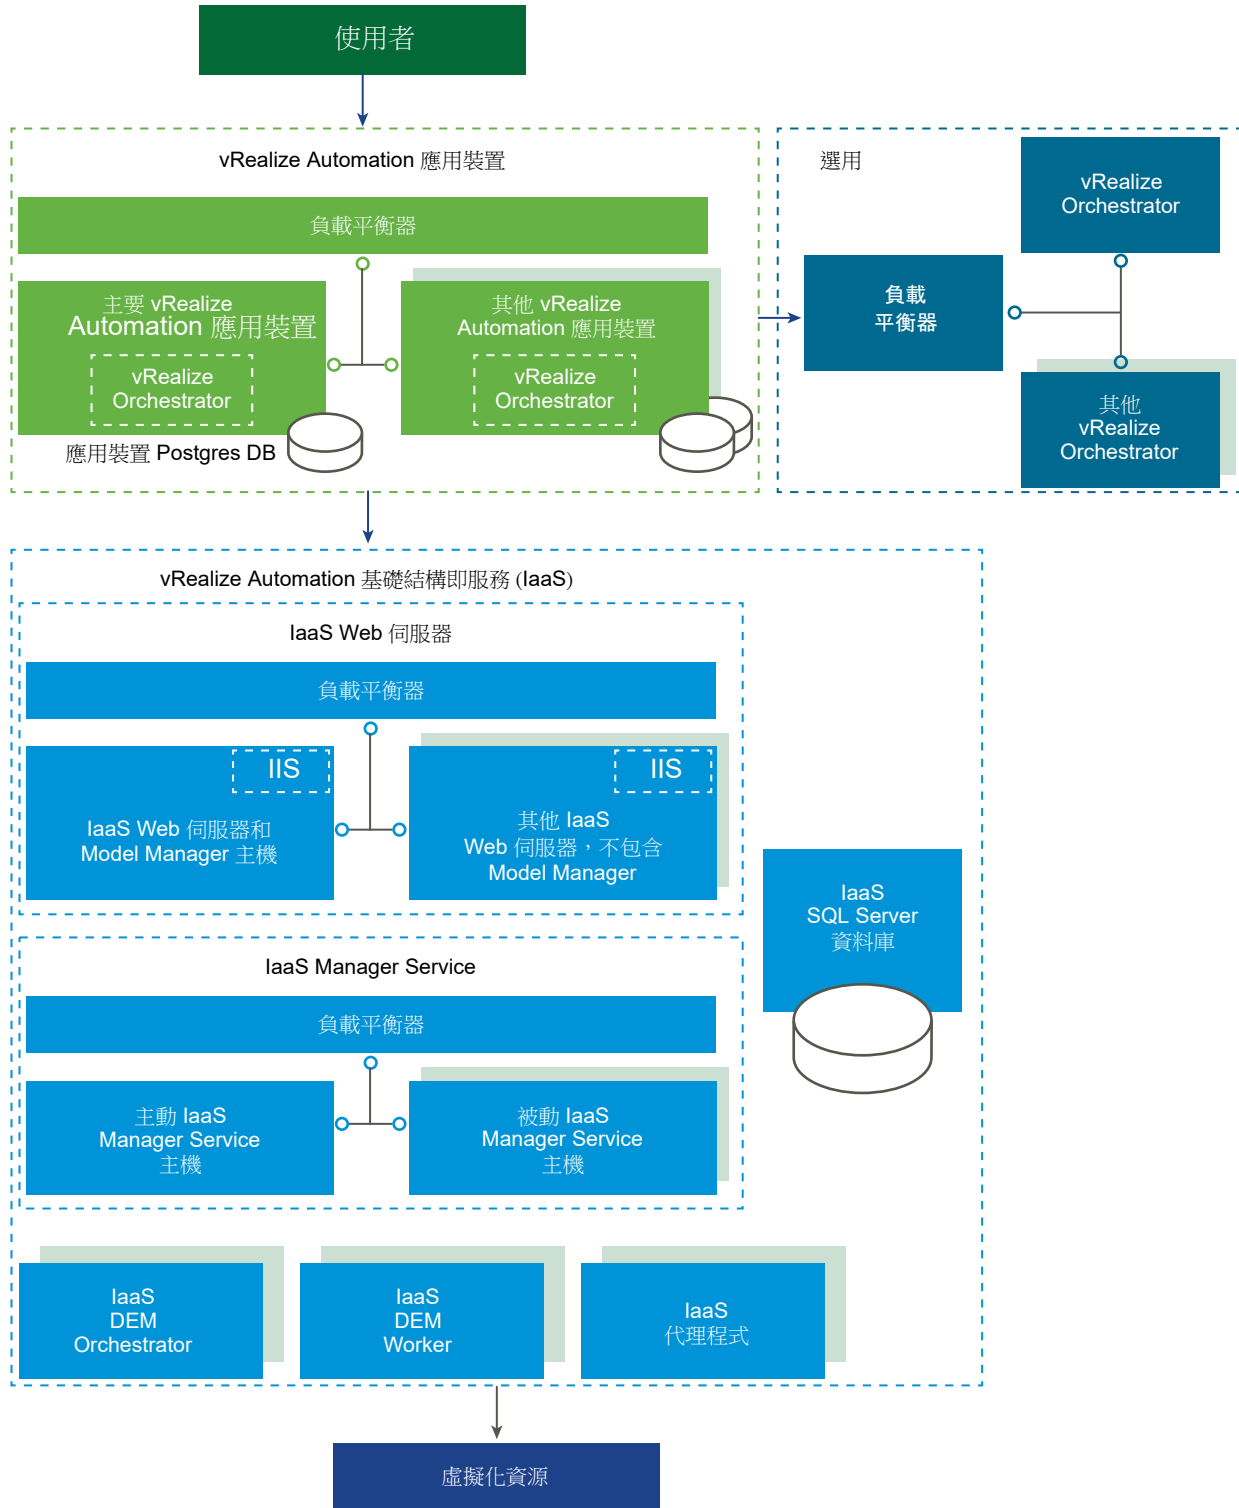 使用者
vRealize Automation 應用裝置
負載平衡器
主要 vRealize
Automation 應用裝置
vRealize
Orchestrator
其他 vRealize
Automation 應用裝置
vRealize
Orchestrator
應用裝置 Postgres DB
選用
vRealize
Orchestrator
負載
平衡器
其他
vRealize
Orchestrator
vRealize Automation 基礎結構即服務 (IaaS)
IaaS Web 伺服器
負載平衡器
IIS
IaaS Web 伺服器和
Model Manager 主機
IIS
其他 IaaS
Web 伺服器，不包含
Model Manager
IaaS
SQL Server
資料庫
IaaS Manager Service
負載平衡器
主動 IaaS
Manager Service
主機
被動 IaaS
Manager Service
主機
IaaS
DEM
Orchestrator
IaaS
DEM
Worker
IaaS
代理程式
虛擬化資源